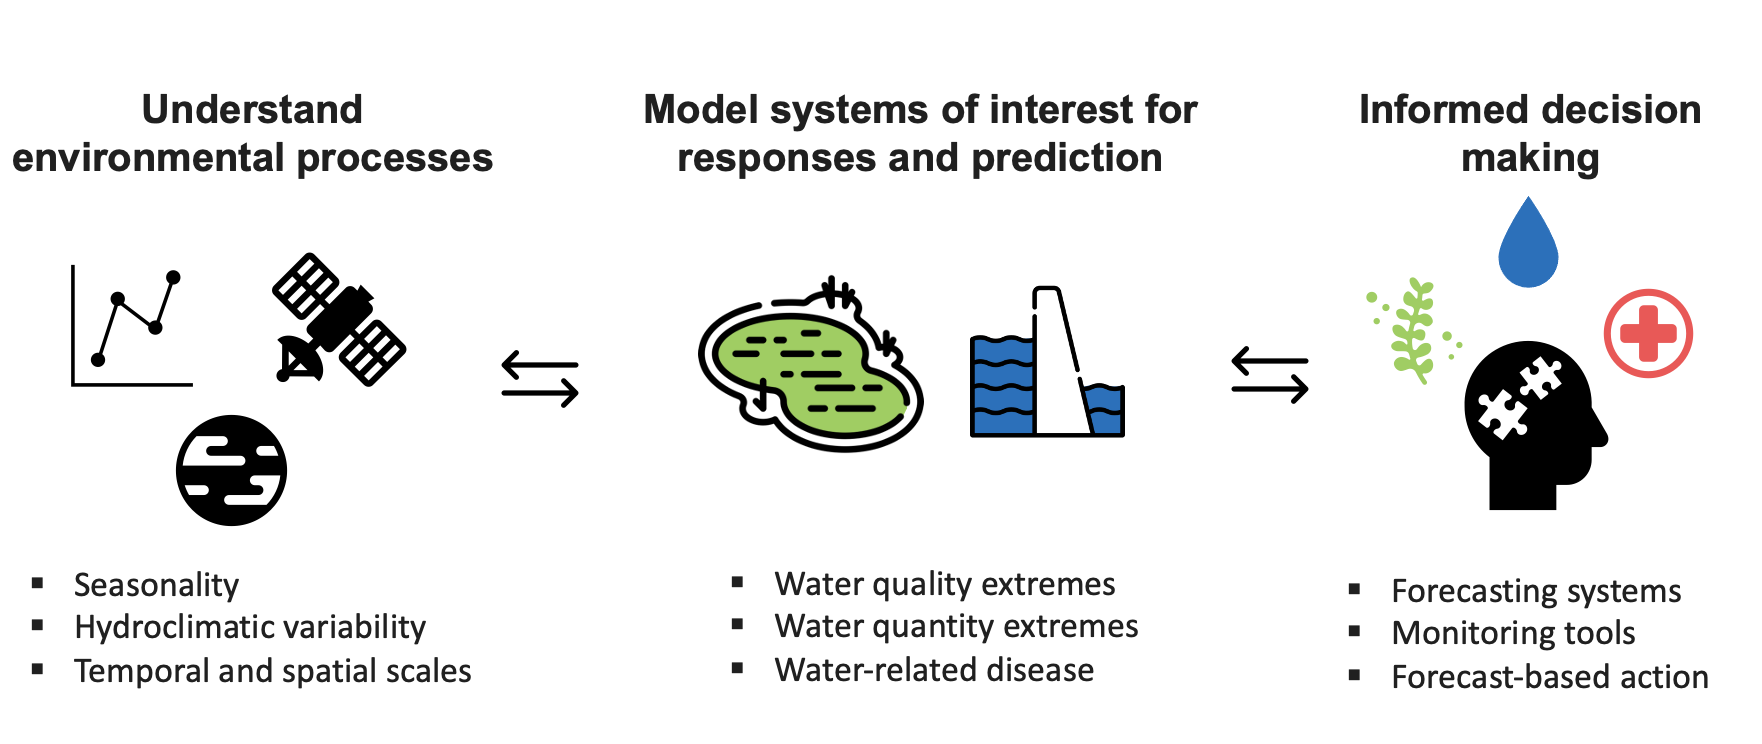 Understand
environmental processes
Model systems of interest for
responses and prediction
Informed decision
making
▪ Seasonality
▪ Hydroclimatic variability
▪ Temporal and spatial scales
▪ Water quality extremes
▪ Water quantity extremes
▪ Water-related disease
▪ Forecasting systems
▪ Monitoring tools
▪ Forecast-based action